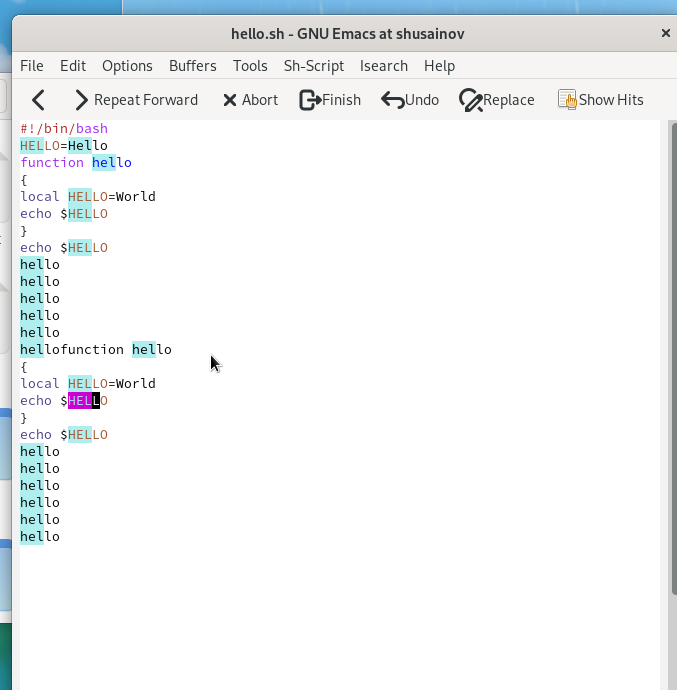 hello.sh - GNU Emacs at shusainov
File Edit Options Buffers Tools Sh-Script Isearch Help
Repeat Forward Abort Finish Undo Replace Show Hits
#!/bin/bash
HELLO=Hello
function hello
{
local HELLO=World
echo $HELLO
}
echo $HELLO
hello
hello
hello
hello
hello
hellofunction hello
{
local HELLO=World
echo $HELLO
}
echo $HELLO
hello
hello
hello
hello
hello
hello